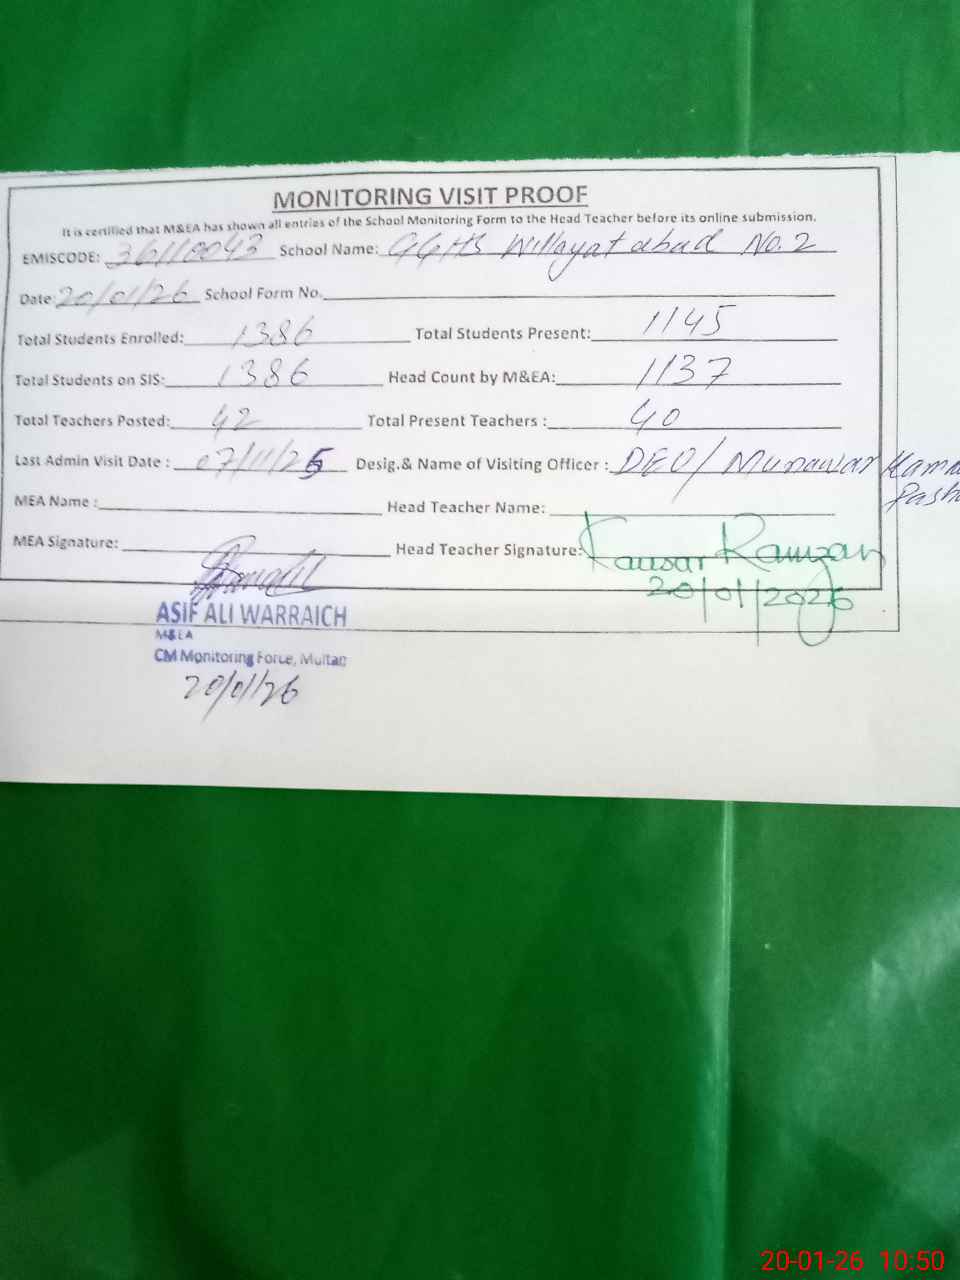 MONITORING VISIT PROOF
It is certified that M&EA has shown all entries of the School Monitoring Form to the Head Teacher before its online submission.
EMISCODE: 36110043 School Name: GGHS Willayat abad No.2
Date: 20/01/26 School Form No.
Total Students Enrolled: 1386 Total Students Present: 1145
Total Students on SIS: 1386 Head Count by M&EA: 1137
Total Teachers Posted: 42 Total Present Teachers : 40
Last Admin Visit Date : 07/11/25 Desig.& Name of Visiting Officer : DEO/ Munawar
MEA Name : Head Teacher Name:
MEA Signature: Head Teacher Signature: Kausar Ramzan
20/01/2026
ASIF ALI WARRAICH
M&EA
CM Monitoring Force, Multan
20/01/26
20-01-26 10:50